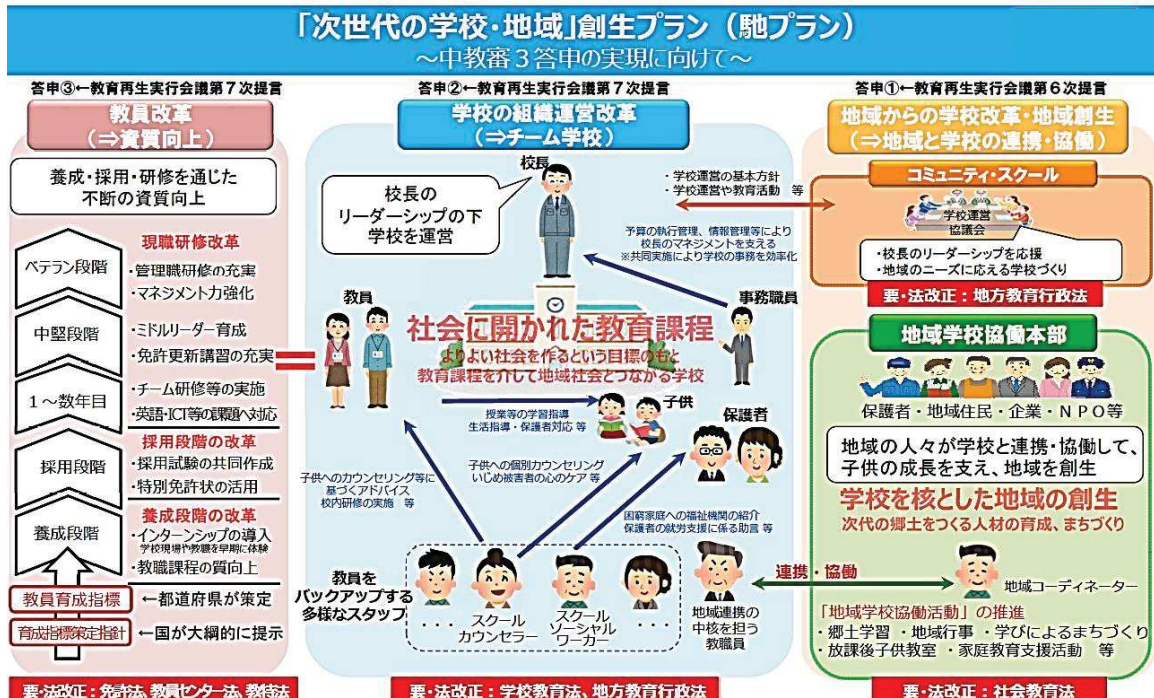 「次世代の学校・地域」創生プラン（馳プラン）
～中教審３答申の実現に向けて～
答申③←教育再生実行会議第７次提言
教員改革
（⇒資質向上）
養成・採用・研修を通じた
不断の資質向上
現職研修改革
ベテラン段階
・管理職研修の充実
・マネジメント力強化
中堅段階
・ミドルリーダー育成
・免許更新講習の充実
１～数年目
・チーム研修等の実施
・英語・ICT等の課題へ対応
採用段階の改革
採用段階
・採用試験の共同作成
・特別免許状の活用
養成段階の改革
養成段階
・インターンシップの導入
学校現場や教職を早期に体験
・教職課程の質向上
教員育成指標
←都道府県が策定
育成指標策定指針
←国が大綱的に提示
要・法改正：免許法、教員センター法、教特法
答申②←教育再生実行会議第７次提言
学校の組織運営改革
（⇒チーム学校）
校長
校長の
リーダーシップの下
学校を運営
・学校運営の基本方針
・学校運営や教育活動　等
予算の執行管理、情報管理等により
校長のマネジメントを支える
※共同実施により学校の事務を効率化
教員
事務職員
社会に開かれた教育課程
よりよい社会を作るという目標のもと
教育課程を介して地域社会とつながる学校
授業等の学習指導
生活指導・保護者対応 等
子供
保護者
子供へのカウンセリング等に
基づくアドバイス
校内研修の実施　等
子供への個別カウンセリング
いじめ被害者の心のケア 等
困窮家庭への福祉機関の紹介
保護者の就労支援に係る助言 等
教員を
バックアップする
多様なスタッフ
・・・
スクール
カウンセラー
スクール
ソーシャル
ワーカー
・・・
地域連携の
中核を担う
教職員
要・法改正：学校教育法、地方教育行政法
答申①←教育再生実行会議第６次提言
地域からの学校改革・地域創生
（⇒地域と学校の連携・協働）
コミュニティ・スクール
学校運営
協議会
・校長のリーダーシップを応援
・地域のニーズに応える学校づくり
要・法改正：地方教育行政法
地域学校協働本部
保護者・地域住民・企業・ＮＰＯ等
地域の人々が学校と連携・協働して、
子供の成長を支え、地域を創生
学校を核とした地域の創生
次代の郷土をつくる人材の育成、まちづくり
連携・協働
地域コーディネーター
「地域学校協働活動」の推進
・郷土学習 ・地域行事 ・学びによるまちづくり
・放課後子供教室 ・家庭教育支援活動　等
要・法改正：社会教育法